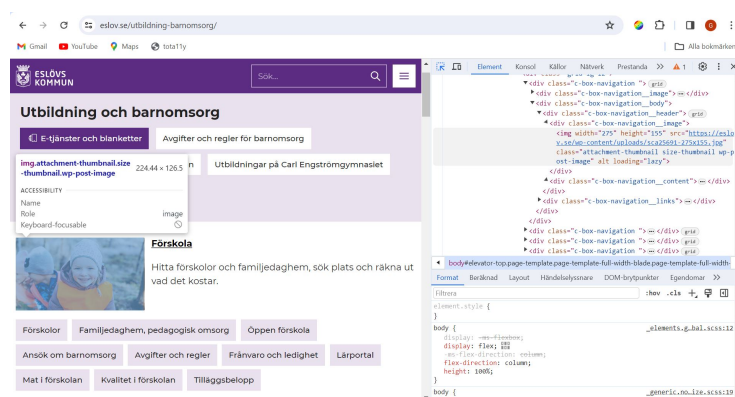 eslov.se/utbildning-barnomsorg/
G
Gmail
YouTube
Maps
tota11y
Alla bokmärken
ESLÖVS
KOMMUN
Sök...
Utbildning och barnomsorg
E-tjänster och blanketter
Avgifter och regler för barnomsorg
img.attachment-thumbnail.size
-thumbnail.wp-post-image
224.44 × 126.5
n
Utbildningar på Carl Engströmgymnasiet
ACCESSIBILITY
Name
Role
image
Keyboard-focusable
Förskola
Hitta förskolor och familjedaghem, sök plats och räkna ut
vad det kostar.
Förskolor
Familjedaghem, pedagogisk omsorg
Öppen förskola
Ansök om barnomsorg
Avgifter och regler
Frånvaro och ledighet
Lärportal
Mat i förskolan
Kvalitet i förskolan
Tilläggsbelopp
Element
Konsol
Källor
Nätverk
Prestanda
1
<div class="c-box-navigation "> grid
<div class="c-box-navigation__image"> … </div>
<div class="c-box-navigation__body">
<div class="c-box-navigation__header"> grid
<div class="c-box-navigation__image">
<img width="275" height="155" src="https://eslo
v.se/wp-content/uploads/sca25691-275x155.jpg"
class="attachment-thumbnail size-thumbnail wp-p
ost-image" alt loading="lazy">
</div>
<div class="c-box-navigation__content"> … </div>
</div>
<div class="c-box-navigation__links"> … </div>
</div>
</div>
<div class="c-box-navigation "> … </div> grid
<div class="c-box-navigation "> … </div> grid
<div class="c-box-navigation "> … </div> grid
body#elevator-top.page-template.page-template-full-width-blade.page-template-full-width-
Format
Beräknad
Layout
Händelselyssnare
DOM-brytpunkter
Egendomar
Filtrera
:hov
.cls
element.style {
}
body {
_elements.g_bal.scss:12
display: -ms-flexbox;
display: flex;
-ms-flex-direction: column;
flex-direction: column;
height: 100%;
}
body {
_generic.no…ize.scss:19